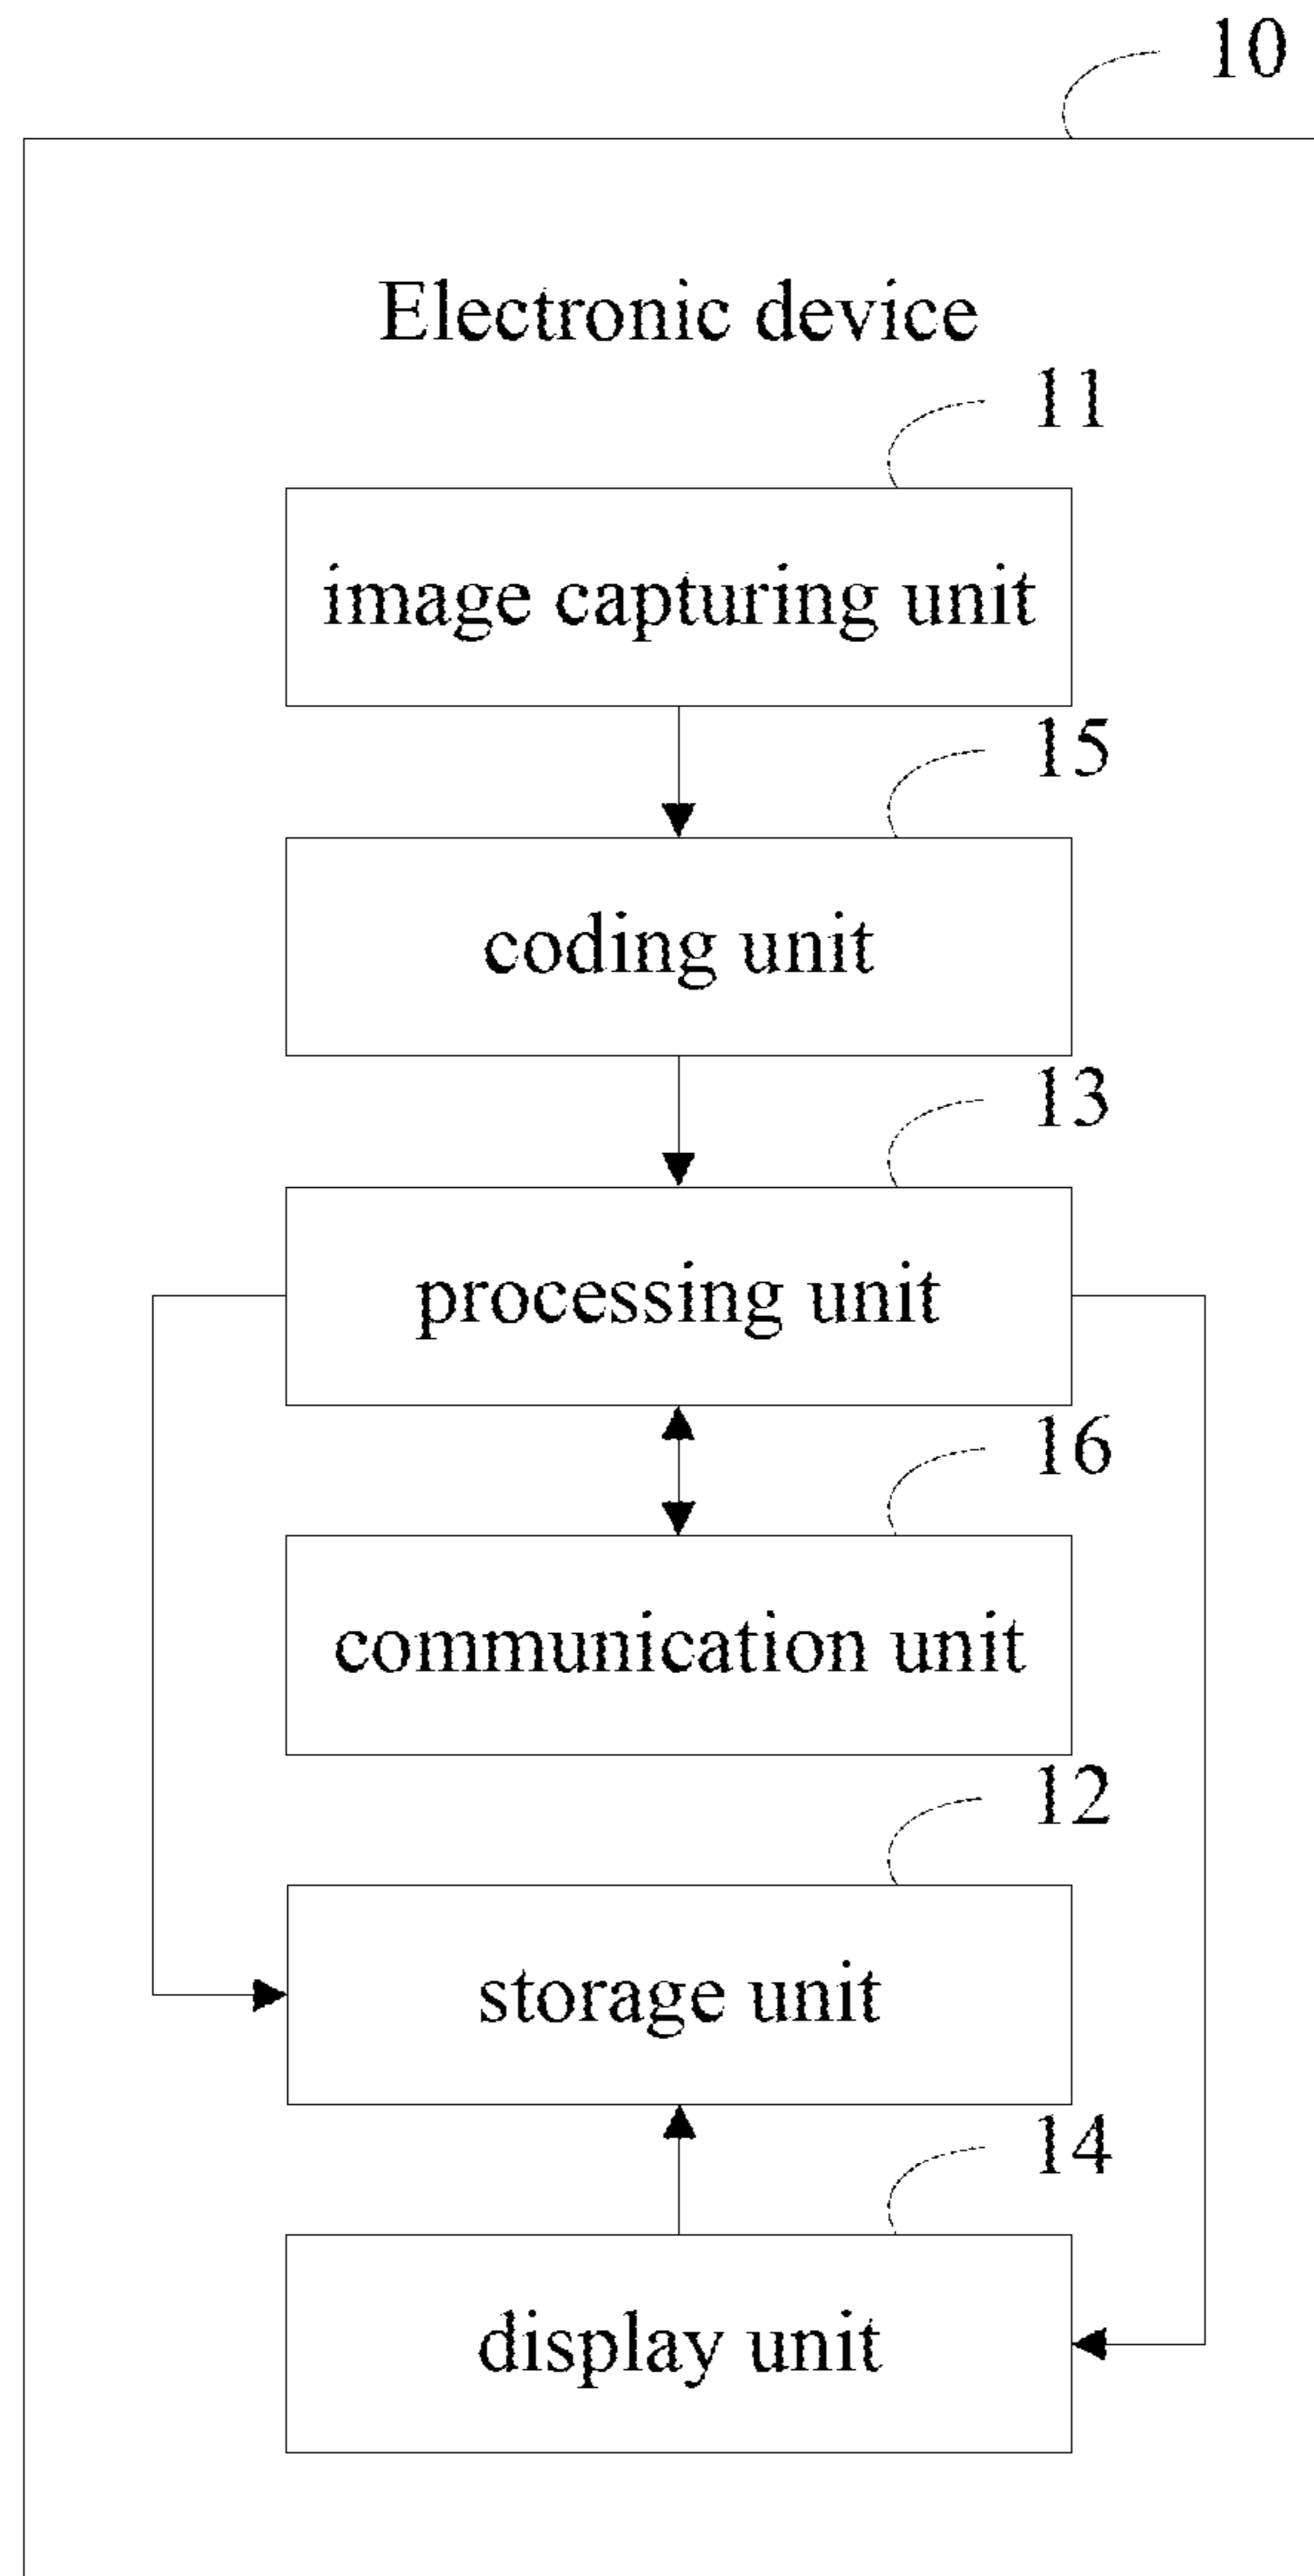 10
Electronic device
11
image capturing unit
15
coding unit
13
processing unit
16
communication unit
12
storage unit
14
display unit